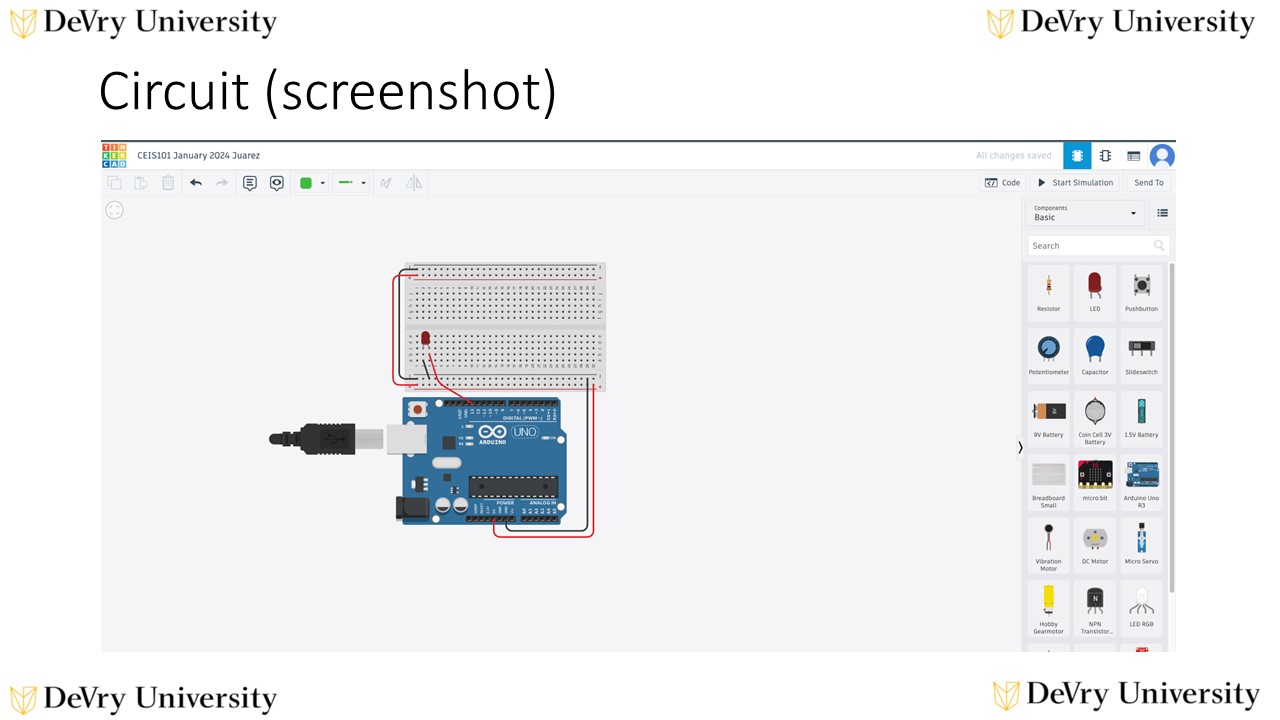 DeVry University
DeVry University
Circuit (screenshot)
TIN
KER
CAD
CEIS101 January 2024 Juarez
All changes saved
Code
Start Simulation
Send To
Components
Basic
Search
Resistor
LED
Pushbutton
Potentiometer
Capacitor
Slideswitch
9V Battery
Coin Cell 3V
Battery
1.5V Battery
Breadboard
Small
micro:bit
Arduino Uno
R3
Vibration
Motor
DC Motor
Micro Servo
Hobby
Gearmotor
N
NPN
Transistor...
LED RGB
DIGITAL (PWM~)
UNO
ARDUINO
POWER
ANALOG IN
DeVry University
DeVry University